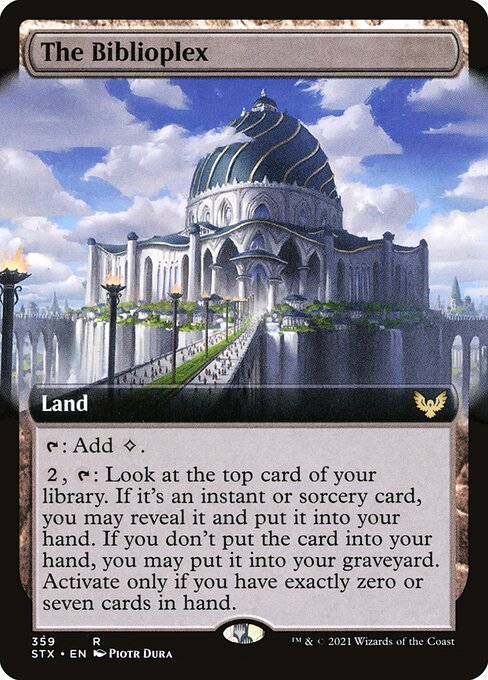 The Biblioplex
Land
: Add .
2, : Look at the top card of your
library. If it's an instant or sorcery card,
you may reveal it and put it into your
hand. If you don't put the card into your
hand, you may put it into your graveyard.
Activate only if you have exactly zero or
seven cards in hand.
359 R
STX • EN Piotr Dura
™ & © 2021 Wizards of the Coast